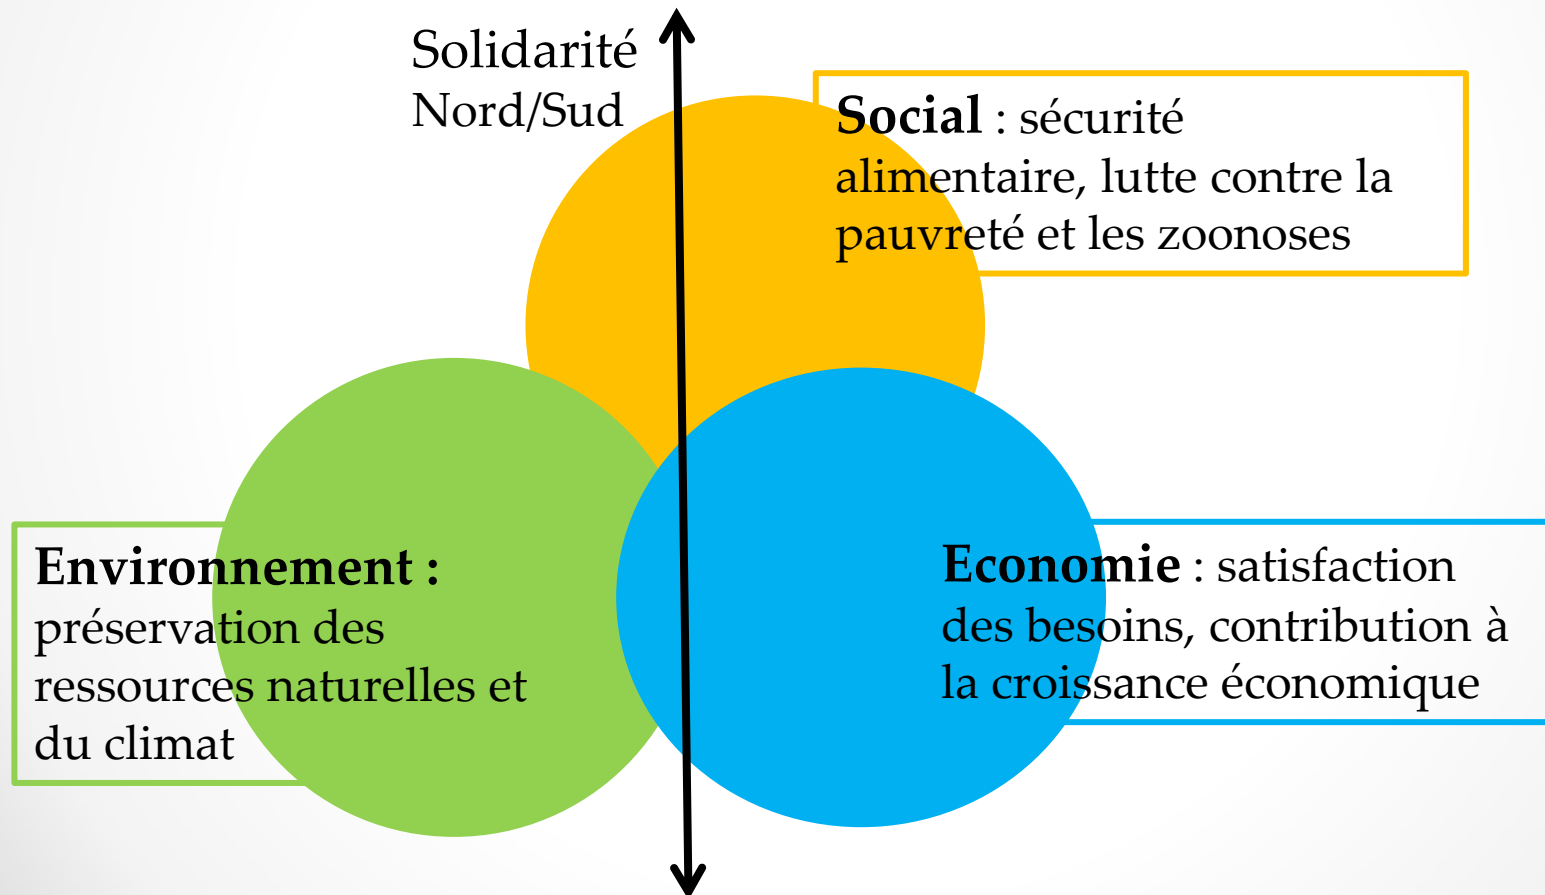 Solidarité
Nord/Sud
Social : sécurité
alimentaire, lutte contre la
pauvreté et les zoonoses
Environnement :
préservation des
ressources naturelles et
du climat
Economie : satisfaction
des besoins, contribution à
la croissance économique